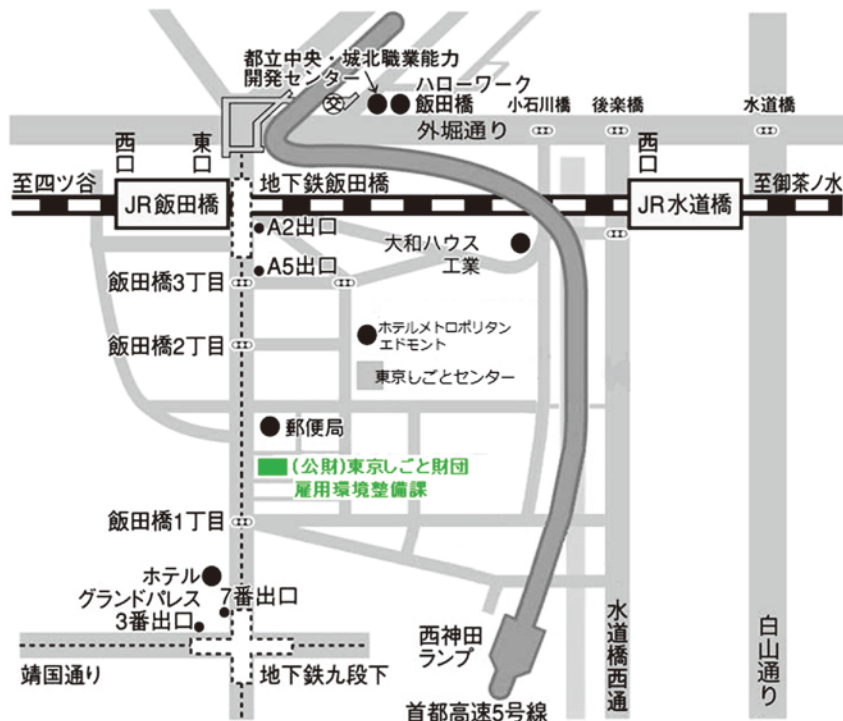 都立中央・城北職業能力
開発センター
ハローワーク
飯田橋
小石川橋
後楽橋
水道橋
外堀通り
西口
東口
西口
至四ツ谷
JR飯田橋
地下鉄飯田橋
JR水道橋
至御茶ノ水
A2出口
大和ハウス
工業
A5出口
飯田橋3丁目
ホテルメトロポリタン
エドモント
飯田橋2丁目
東京しごとセンター
郵便局
(公財)東京しごと財団
雇用環境整備課
飯田橋1丁目
ホテル
グランドパレス
7番出口
3番出口
西神田
ランプ
水道橋西通
白山通り
靖国通り
地下鉄九段下
首都高速5号線